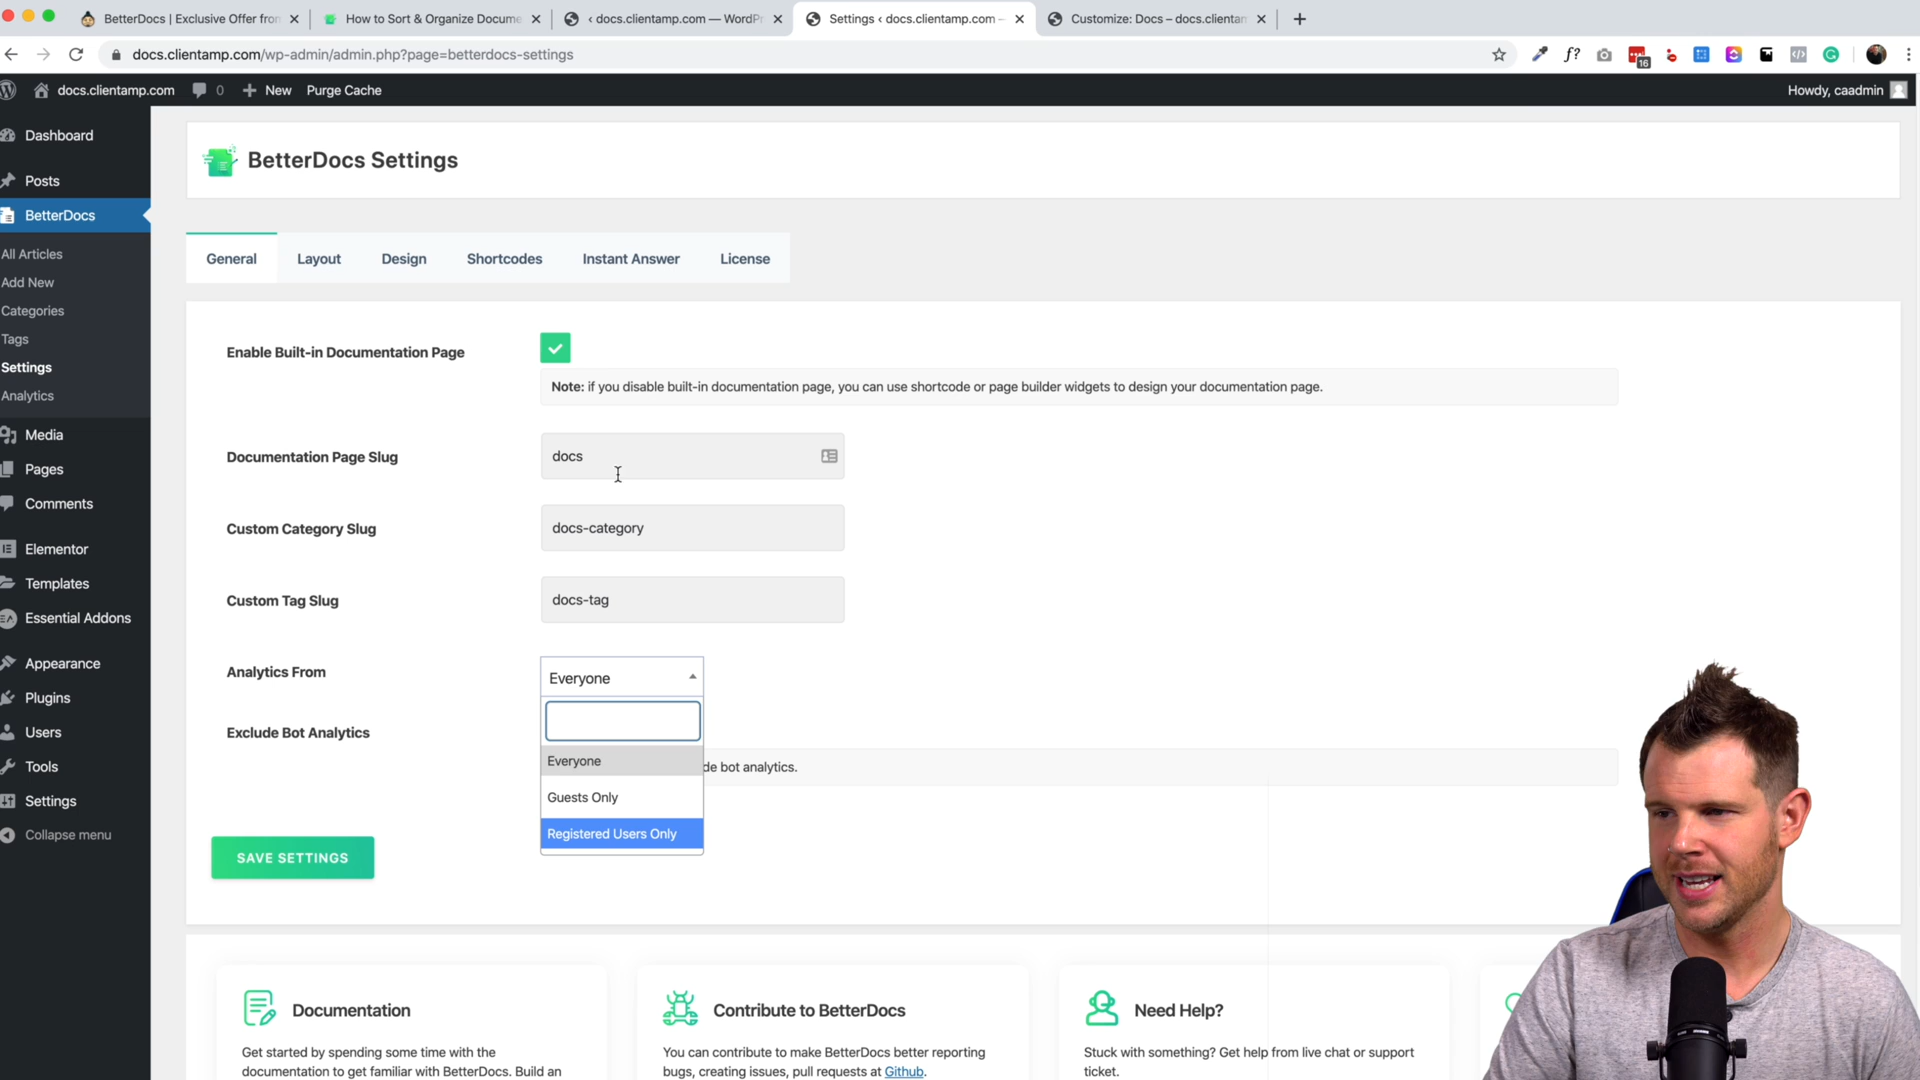 BetterDocs | Exclusive Offer from
How to Sort & Organize Docume
‹ docs.clientamp.com — WordPr
Settings ‹ docs.clientamp.com –
Customize: Docs – docs.clientam
docs.clientamp.com/wp-admin/admin.php?page=betterdocs-settings
f?
16
docs.clientamp.com
0
New
Purge Cache
Howdy, caadmin
Dashboard
Posts
BetterDocs
All Articles
Add New
Categories
Tags
Settings
Analytics
Media
Pages
Comments
Elementor
Templates
Essential Addons
Appearance
Plugins
Users
Tools
Settings
Collapse menu
BetterDocs Settings
General
Layout
Design
Shortcodes
Instant Answer
License
Enable Built-in Documentation Page
Note: if you disable built-in documentation page, you can use shortcode or page builder widgets to design your documentation page.
Documentation Page Slug
docs
Custom Category Slug
docs-category
Custom Tag Slug
docs-tag
Analytics From
Everyone
Everyone
Guests Only
Registered Users Only
Exclude Bot Analytics
de bot analytics.
SAVE SETTINGS
Documentation
Get started by spending some time with the
documentation to get familiar with BetterDocs. Build an
Contribute to BetterDocs
You can contribute to make BetterDocs better reporting
bugs, creating issues, pull requests at Github.
Need Help?
Stuck with something? Get help from live chat or support
ticket.